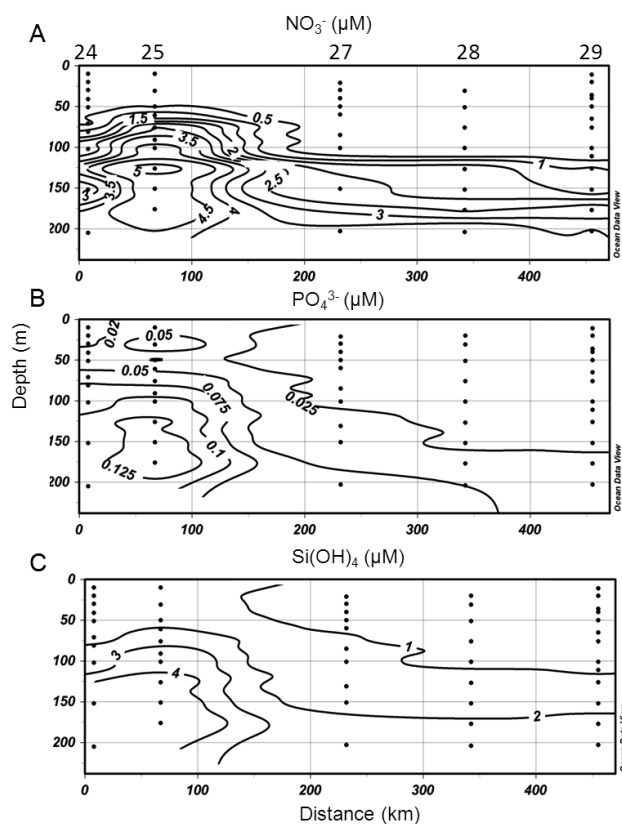 NO₃⁻ (µM)
A
24 25 27 28 29
0
50
100
150
200
0.5
1.5
3.5
2
1
5
3
3.5
2.5
4.5
4
3
0 100 200 300 400
Ocean Data View
PO₄³⁻ (µM)
B
Depth (m)
0
50
100
150
200
0.02
0.05
0.05
0.075
0.025
0.1
0.125
0 100 200 300 400
Ocean Data View
Si(OH)₄ (µM)
C
0
50
100
150
200
1
3
4
2
0 100 200 300 400
Ocean Data View
Distance (km)